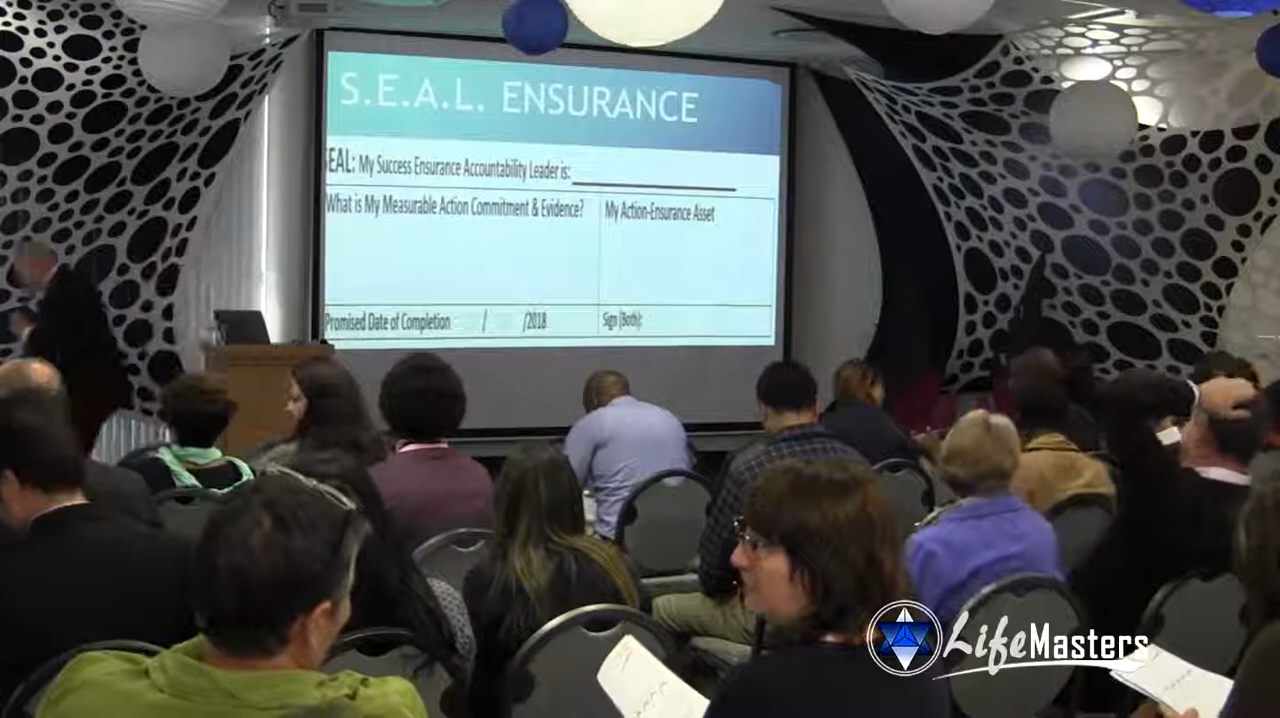 S.E.A.L. ENSURANCE
SEAL: My Success Ensurance Accountability Leader is:
What is My Measurable Action Commitment & Evidence?
My Action-Ensurance Asset
Promised Date of Completion / /2018
Sign (Both):
LifeMasters